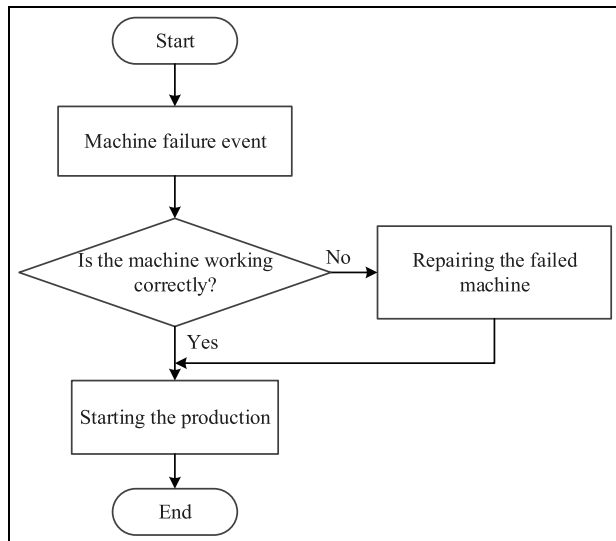 Start
Machine failure event
Is the machine working
correctly?
No
Repairing the failed
machine
Yes
Starting the production
End